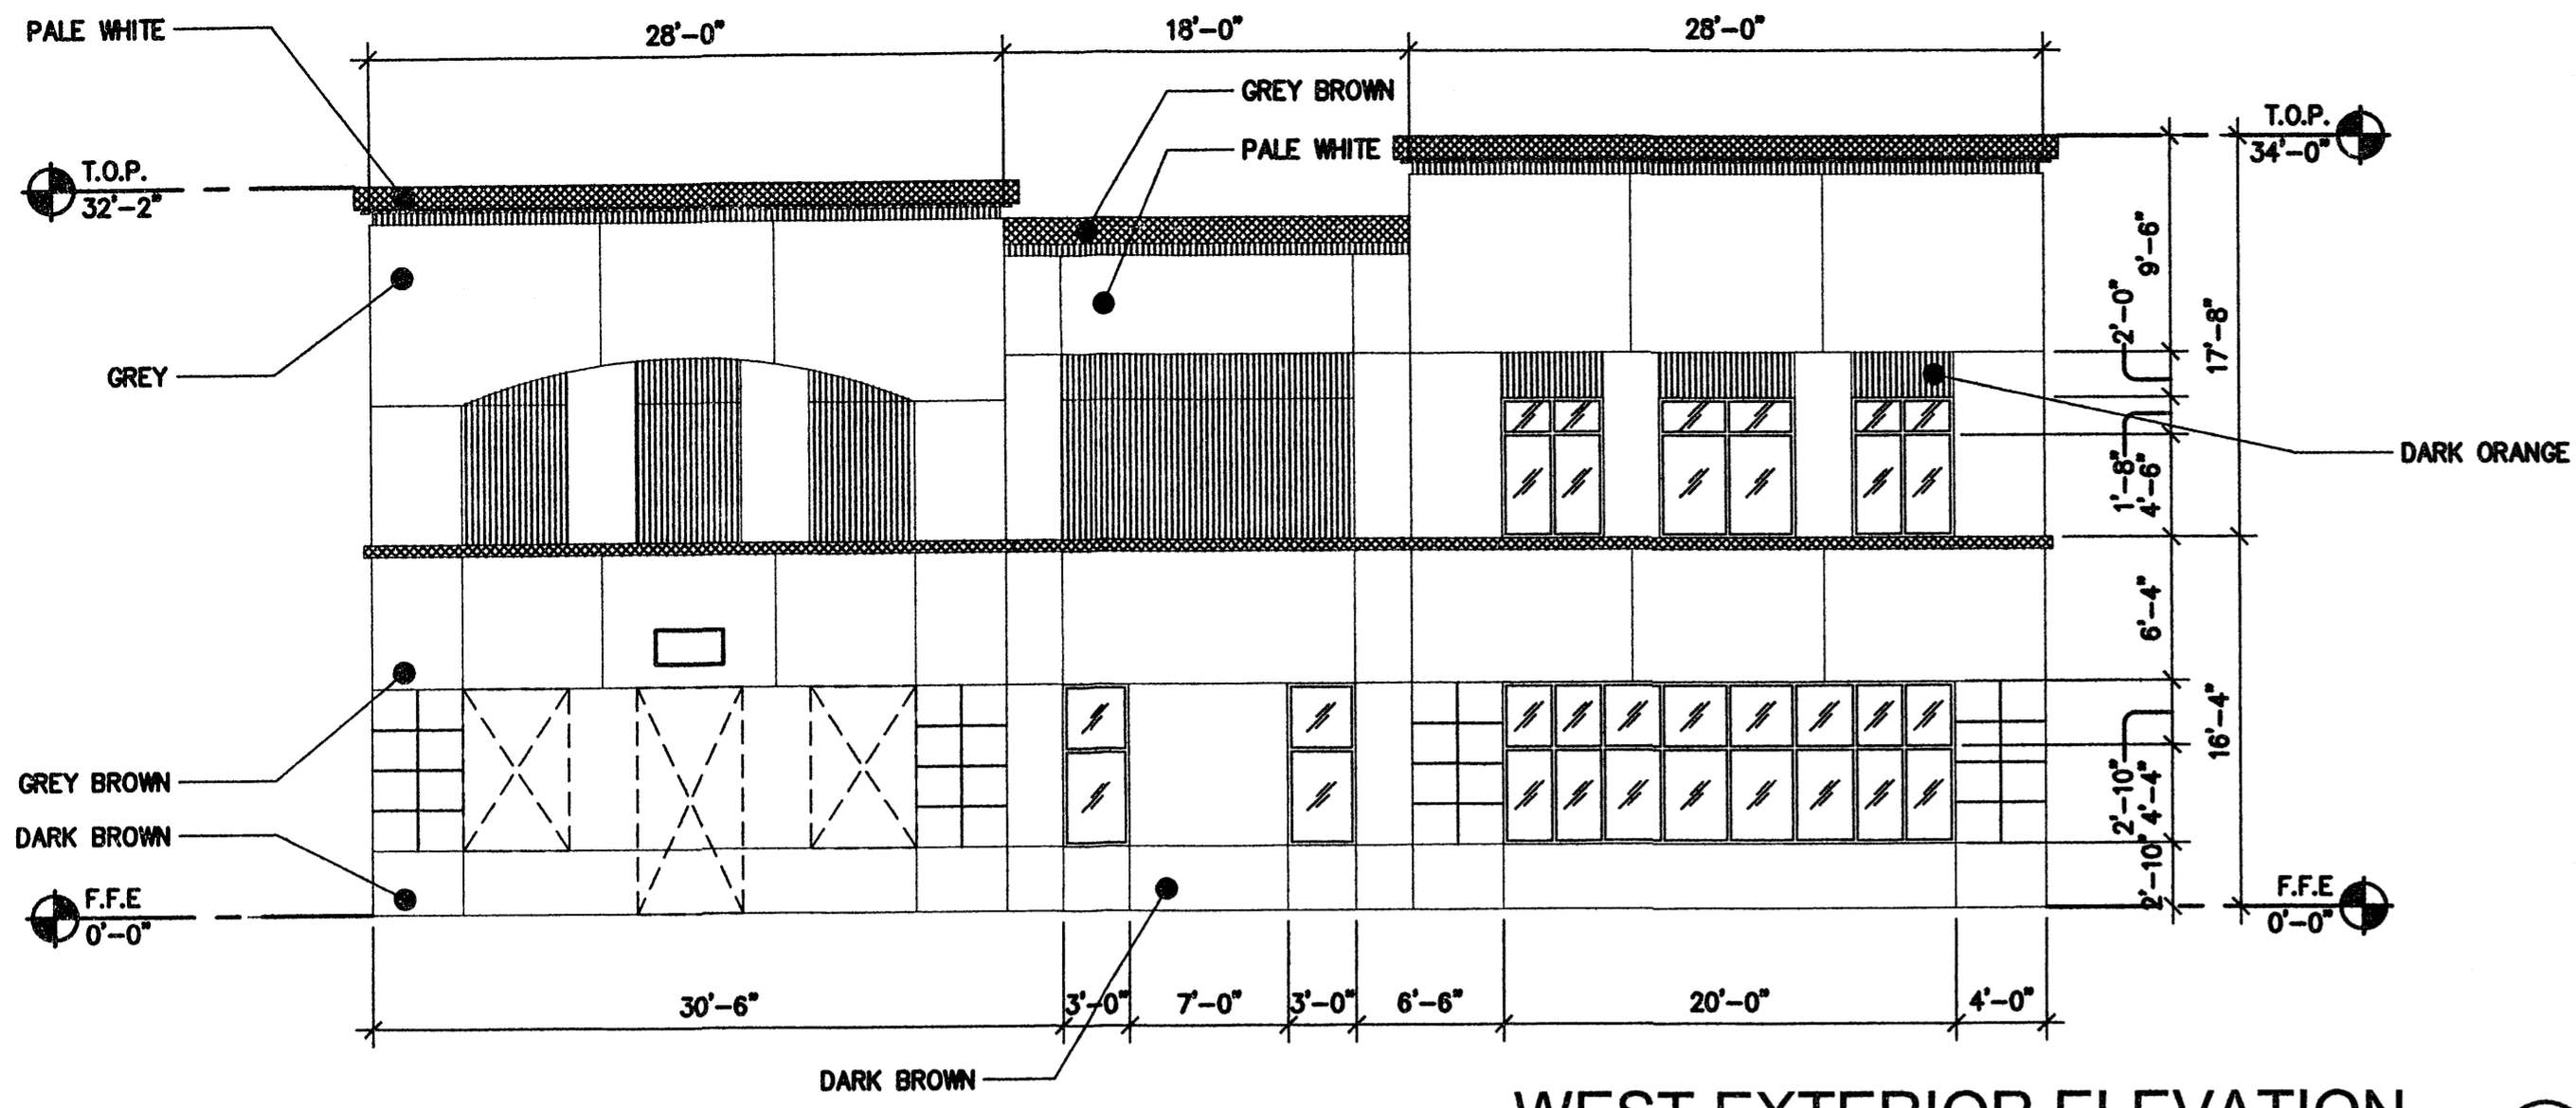 PALE WHITE
28'-0"
18'-0"
28'-0"
GREY BROWN
PALE WHITE
T.O.P.
34'-0"
T.O.P.
32'-2"
9'-6"
2'-0"
17'-8"
GREY
DARK ORANGE
1'-8"
4'-6"
6'-4"
16'-4"
GREY BROWN
2'-10"
4'-4"
DARK BROWN
2'-10"
F.F.E
0'-0"
F.F.E
0'-0"
30'-6"
3'-0"
7'-0"
3'-0"
6'-6"
20'-0"
4'-0"
DARK BROWN
WEST EXTERIOR ELEVATION